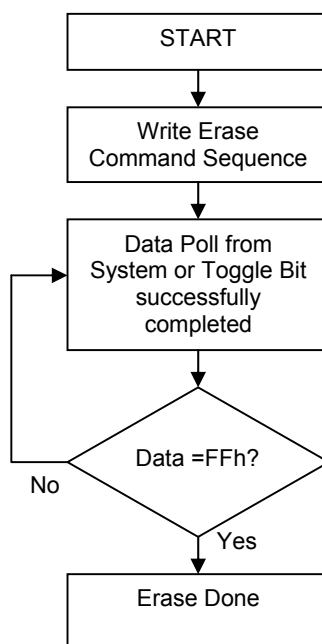 START
Write Erase
Command Sequence
Data Poll from
System or Toggle Bit
successfully
completed
Data =FFh?
No
Yes
Erase Done